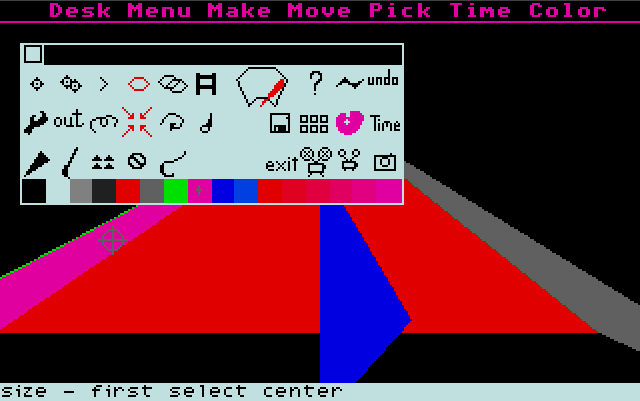 Desk Menu Make Move Pick Time Color
? undo
out Time
exit
size - first select center